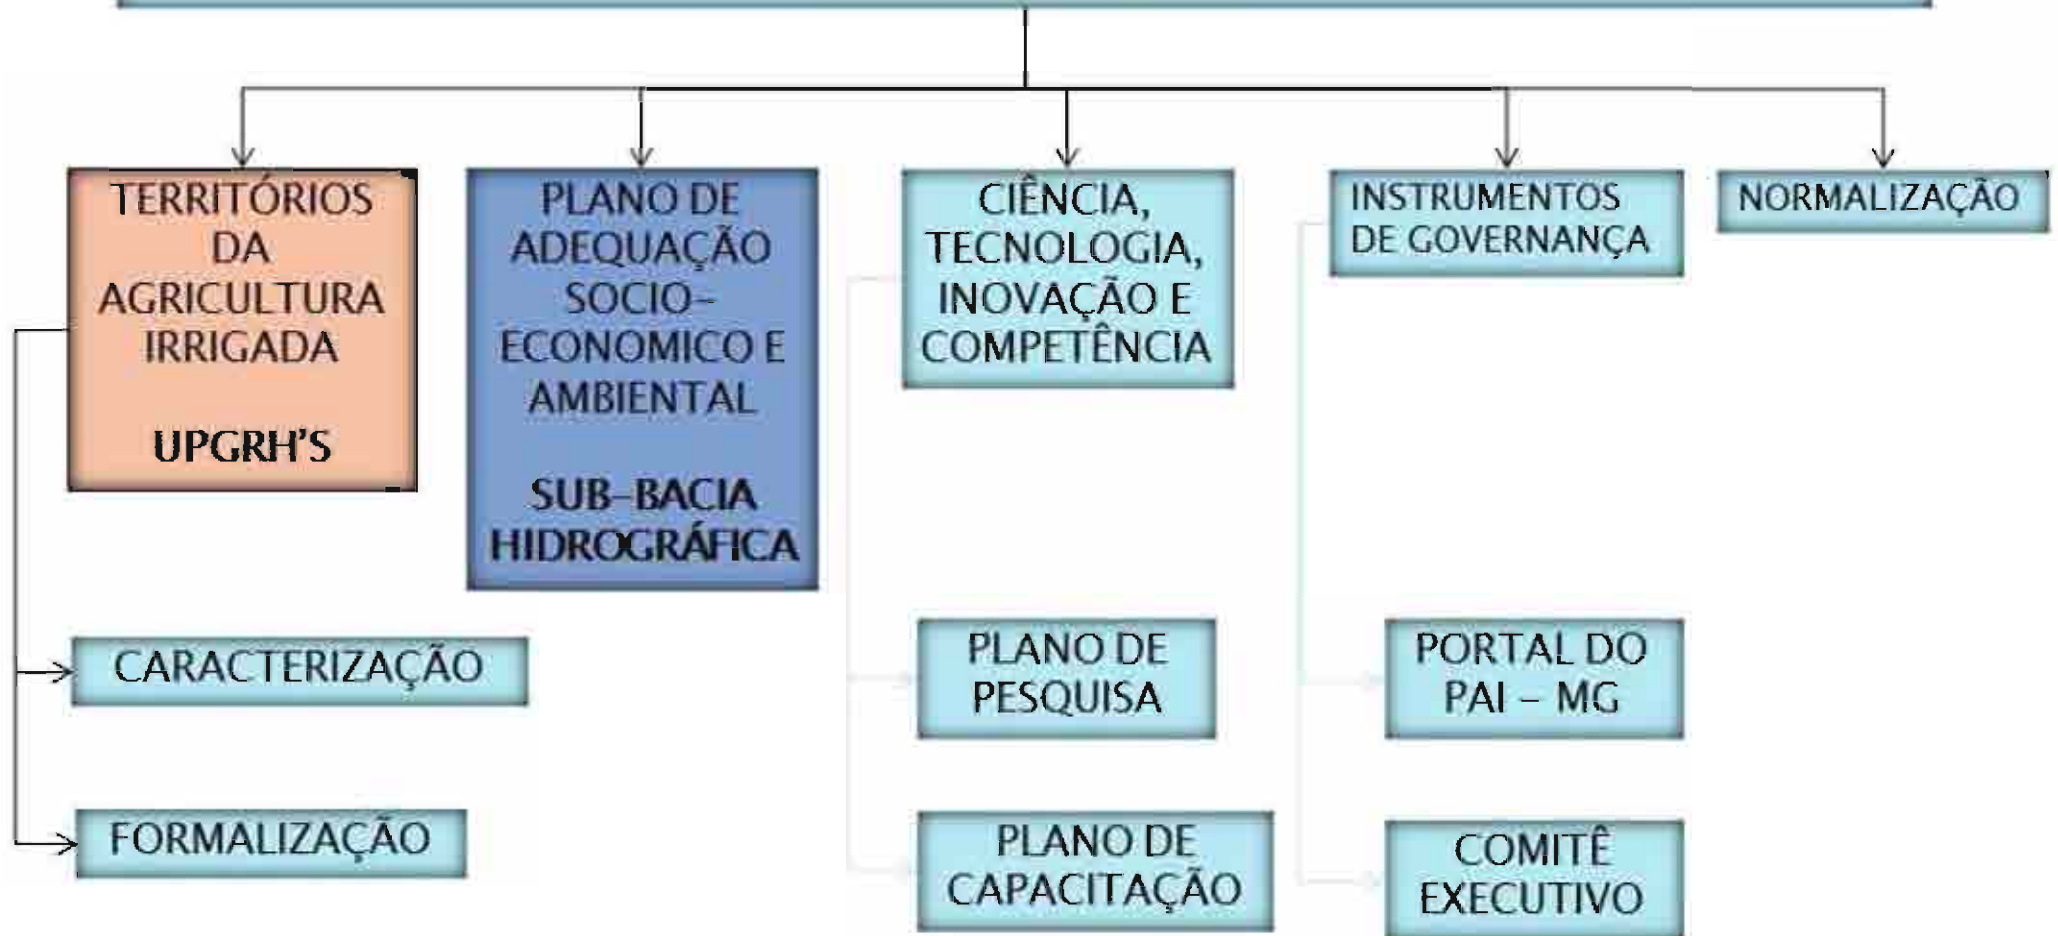 TERRITÓRIOS
DA
AGRICULTURA
IRRIGADA
UPGRH'S
PLANO DE
ADEQUAÇÃO
SOCIO-
ECONOMICO E
AMBIENTAL
SUB-BACIA
HIDROGRÁFICA
CIÊNCIA,
TECNOLOGIA,
INOVAÇÃO E
COMPETÊNCIA
INSTRUMENTOS
DE GOVERNANÇA
NORMALIZAÇÃO
CARACTERIZAÇÃO
FORMALIZAÇÃO
PLANO DE
PESQUISA
PLANO DE
CAPACITAÇÃO
PORTAL DO
PAI - MG
COMITÊ
EXECUTIVO